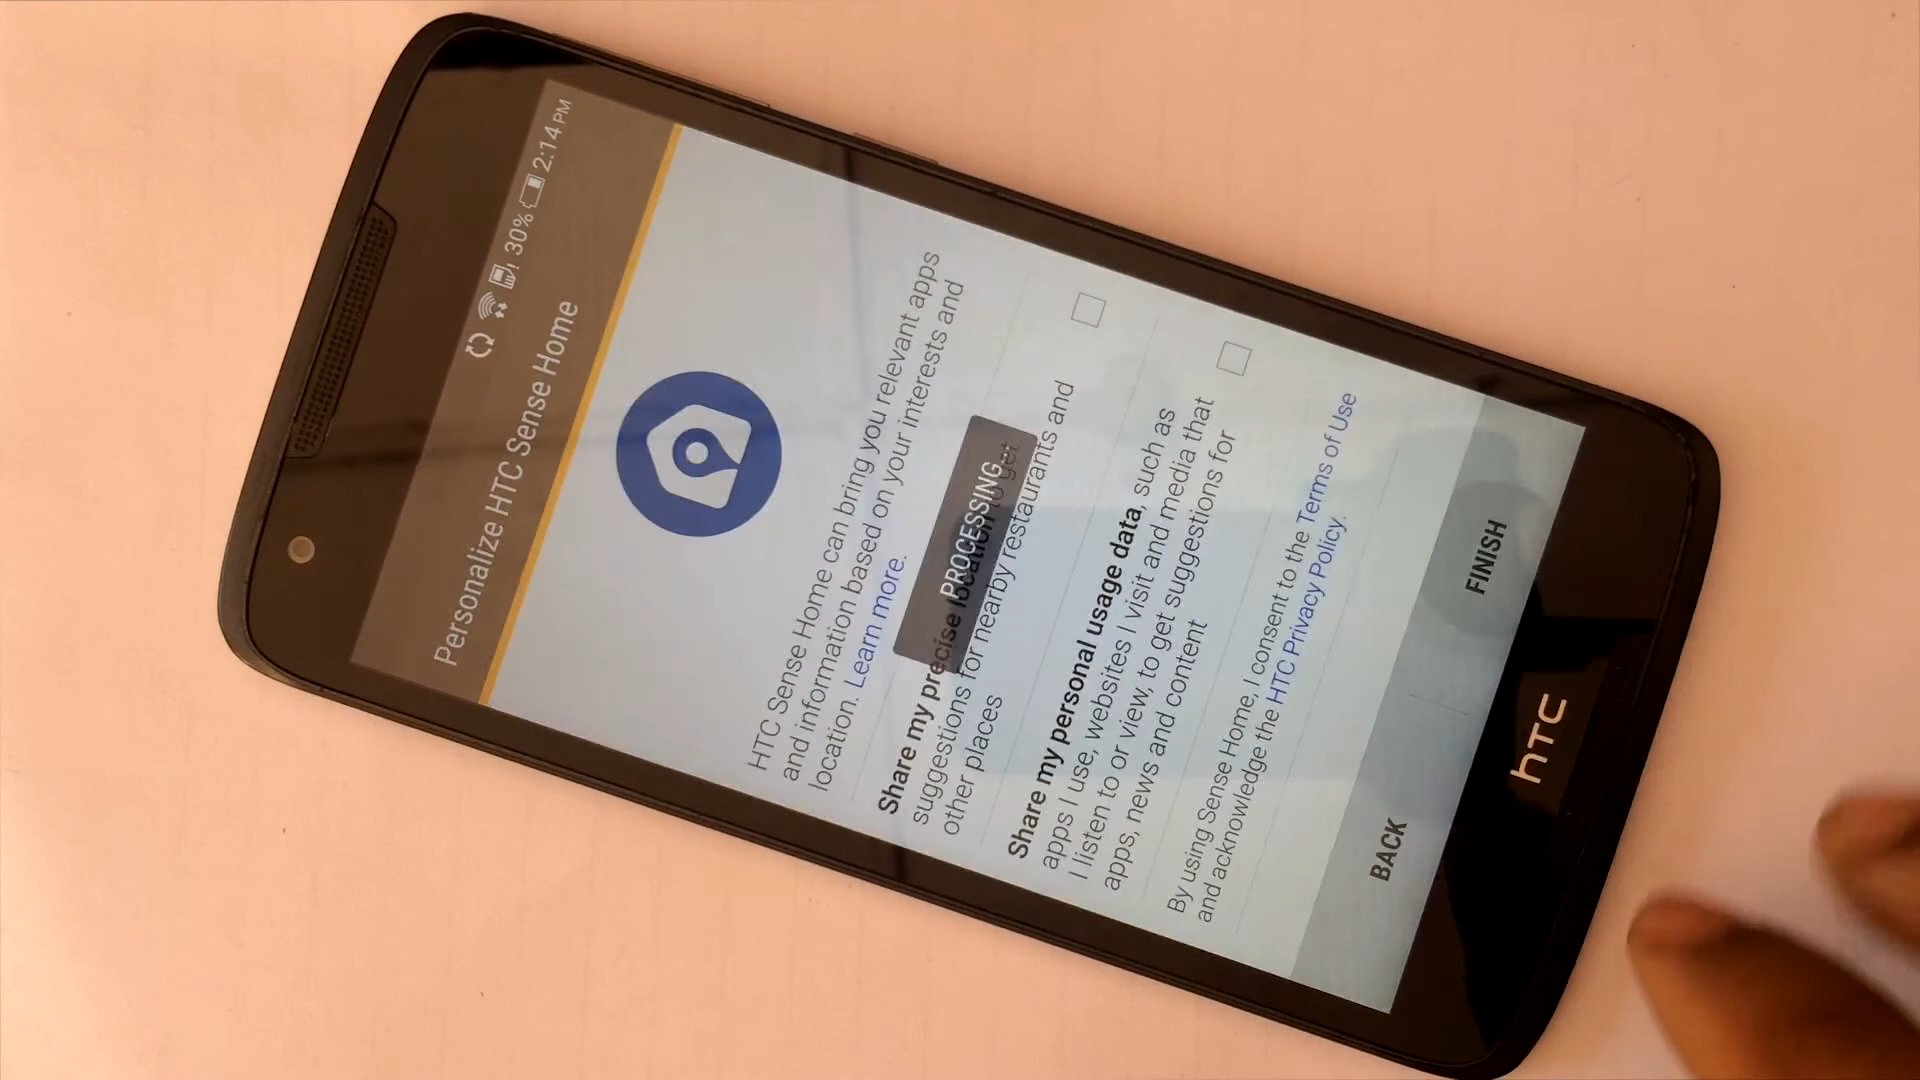 30% 2:14 PM
Personalize HTC Sense Home
HTC Sense Home can bring you relevant apps
and information based on your interests and
location. Learn more.
Share my precise location to get
suggestions for nearby restaurants and
other places
PROCESSING
Share my personal usage data, such as
apps I use, websites I visit and media that
I listen to or view, to get suggestions for
apps, news and content
By using Sense Home, I consent to the Terms of Use
and acknowledge the HTC Privacy Policy.
BACK FINISH
hTC